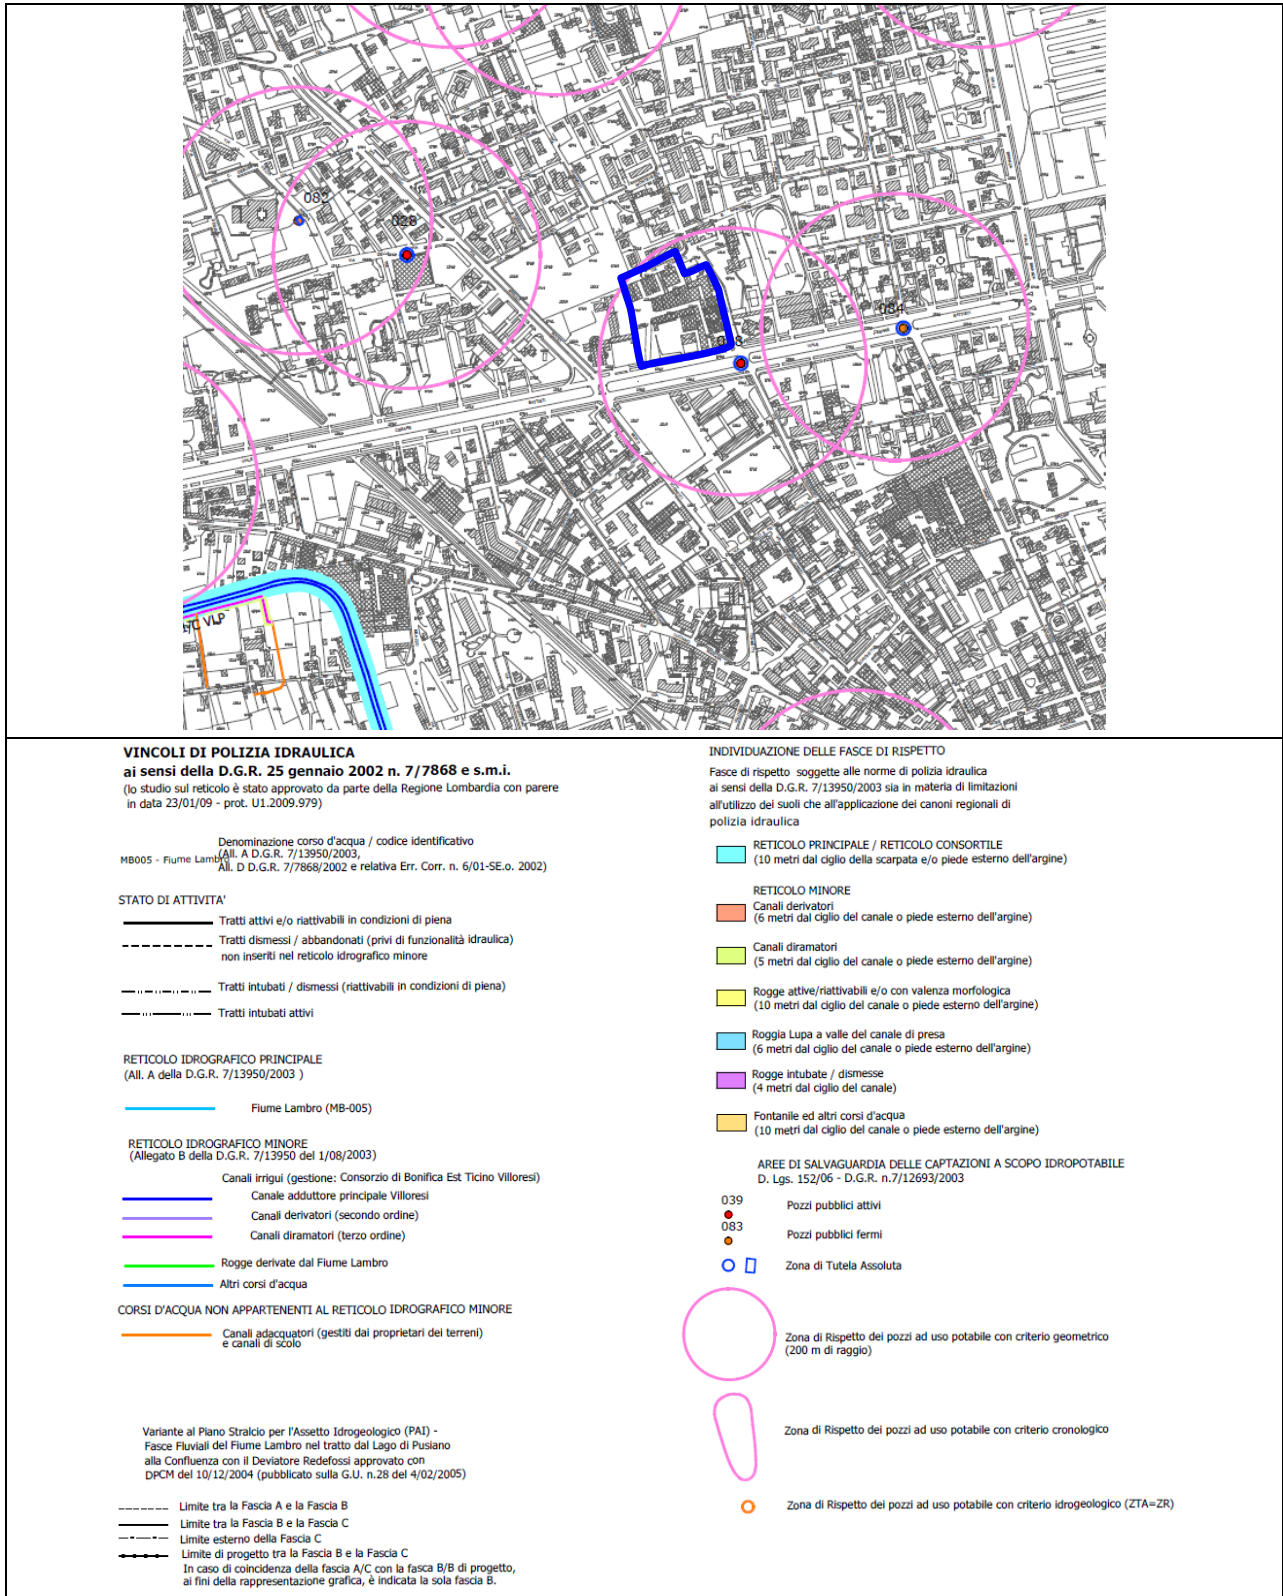 082
028
084
I/C VLP
VINCOLI DI POLIZIA IDRAULICA
ai sensi della D.G.R. 25 gennaio 2002 n. 7/7868 e s.m.i.
(lo studio sul reticolo è stato approvato da parte della Regione Lombardia con parere
in data 23/01/09 - prot. U1.2009.979)
MB005 - Fiume Lambro
Denominazione corso d'acqua / codice identificativo
(All. A D.G.R. 7/13950/2003,
All. D D.G.R. 7/7868/2002 e relativa Err. Corr. n. 6/01-SE.o. 2002)
STATO DI ATTIVITA'
Tratti attivi e/o riattivabili in condizioni di piena
Tratti dismessi / abbandonati (privi di funzionalità idraulica)
non inseriti nel reticolo idrografico minore
Tratti intubati / dismessi (riattivabili in condizioni di piena)
Tratti intubati attivi
RETICOLO IDROGRAFICO PRINCIPALE
(All. A della D.G.R. 7/13950/2003 )
Fiume Lambro (MB-005)
RETICOLO IDROGRAFICO MINORE
(Allegato B della D.G.R. 7/13950 del 1/08/2003)
Canali irrigui (gestione: Consorzio di Bonifica Est Ticino Villoresi)
Canale adduttore principale Villoresi
Canali derivatori (secondo ordine)
Canali diramatori (terzo ordine)
Rogge derivate dal Fiume Lambro
Altri corsi d'acqua
CORSI D'ACQUA NON APPARTENENTI AL RETICOLO IDROGRAFICO MINORE
Canali adacquatori (gestiti dai proprietari dei terreni)
e canali di scolo
Variante al Piano Stralcio per l'Assetto Idrogeologico (PAI) -
Fasce Fluviali del Fiume Lambro nel tratto dal Lago di Pusiano
alla Confluenza con il Deviatore Redefossi approvato con
DPCM del 10/12/2004 (pubblicato sulla G.U. n.28 del 4/02/2005)
Limite tra la Fascia A e la Fascia B
Limite tra la Fascia B e la Fascia C
Limite esterno della Fascia C
Limite di progetto tra la Fascia B e la Fascia C
In caso di coincidenza della fascia A/C con la fasca B/B di progetto,
ai fini della rappresentazione grafica, è indicata la sola fascia B.
INDIVIDUAZIONE DELLE FASCE DI RISPETTO
Fasce di rispetto soggette alle norme di polizia idraulica
ai sensi della D.G.R. 7/13950/2003 sia in materia di limitazioni
all'utilizzo dei suoli che all'applicazione dei canoni regionali di
polizia idraulica
RETICOLO PRINCIPALE / RETICOLO CONSORTILE
(10 metri dal ciglio della scarpata e/o piede esterno dell'argine)
RETICOLO MINORE
Canali derivatori
(6 metri dal ciglio del canale o piede esterno dell'argine)
Canali diramatori
(5 metri dal ciglio del canale o piede esterno dell'argine)
Rogge attive/riattivabili e/o con valenza morfologica
(10 metri dal ciglio del canale o piede esterno dell'argine)
Roggia Lupa a valle del canale di presa
(6 metri dal ciglio del canale o piede esterno dell'argine)
Rogge intubate / dismesse
(4 metri dal ciglio del canale)
Fontanile ed altri corsi d'acqua
(10 metri dal ciglio del canale o piede esterno dell'argine)
AREE DI SALVAGUARDIA DELLE CAPTAZIONI A SCOPO IDROPOTABILE
D. Lgs. 152/06 - D.G.R. n.7/12693/2003
039
Pozzi pubblici attivi
083
Pozzi pubblici fermi
Zona di Tutela Assoluta
Zona di Rispetto dei pozzi ad uso potabile con criterio geometrico
(200 m di raggio)
Zona di Rispetto dei pozzi ad uso potabile con criterio cronologico
Zona di Rispetto dei pozzi ad uso potabile con criterio idrogeologico (ZTA=ZR)